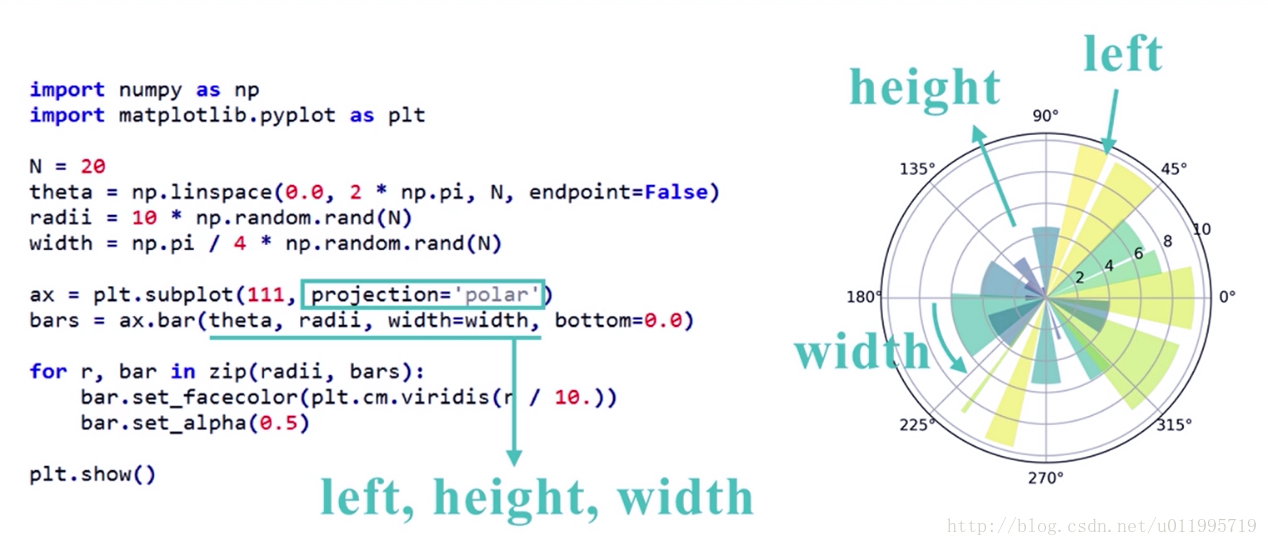 import numpy as np
import matplotlib.pyplot as plt
N = 20
theta = np.linspace(0.0, 2 * np.pi, N, endpoint=False)
radii = 10 * np.random.rand(N)
width = np.pi / 4 * np.random.rand(N)
ax = plt.subplot(111, projection='polar')
bars = ax.bar(theta, radii, width=width, bottom=0.0)
for r, bar in zip(radii, bars):
    bar.set_facecolor(plt.cm.viridis(r / 10.))
    bar.set_alpha(0.5)
plt.show()
left, height, width
left
height
90°
135°
45°
10
8
6
4
2
180°
0°
width
225°
315°
270°
http://blog.csdn.net/u011995719